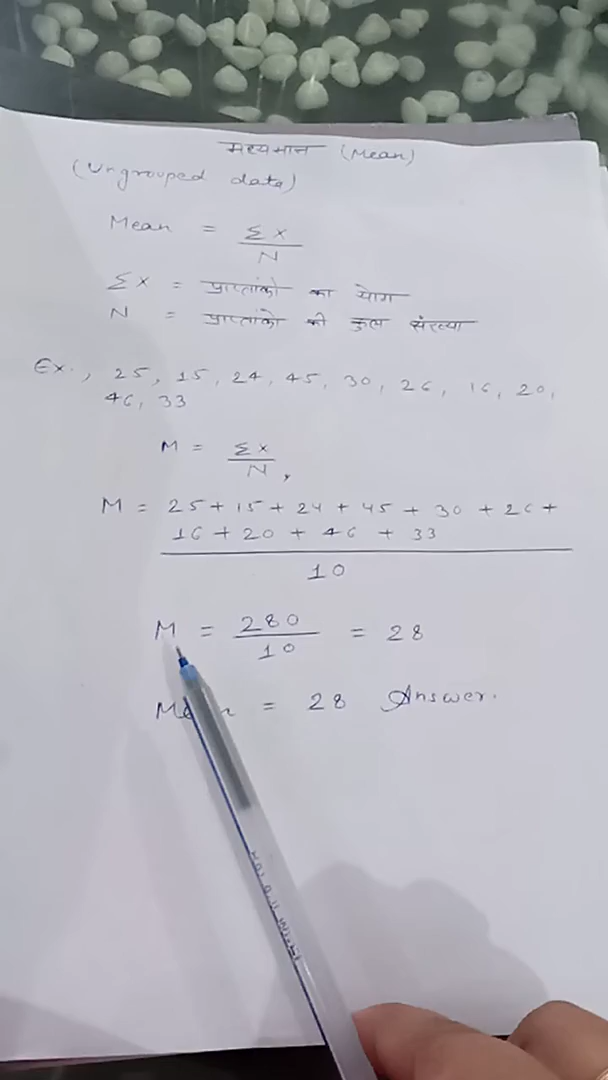 मध्यमान (Mean)
(Ungrouped data)
Mean = ΣX
N
ΣX = प्राप्तांको का योग
N = प्राप्तांको की कुल संख्या
Ex., 25, 15, 24, 45, 30, 26, 16, 20,
46, 33
M = ΣX
N,
M = 25 + 15 + 24 + 45 + 30 + 26 +
16 + 20 + 46 + 33
10
M = 280 = 28
10
Mean = 28 Answer.